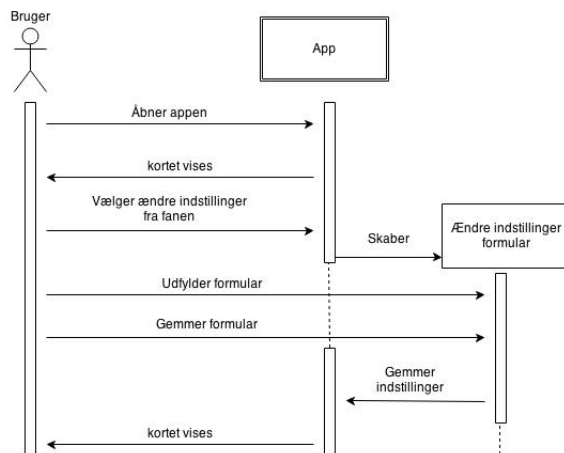 Bruger
App
Åbner appen
kortet vises
Vælger ændre indstillinger
fra fanen
Skaber
Ændre indstillinger
formular
Udfylder formular
Gemmer formular
Gemmer
indstillinger
kortet vises